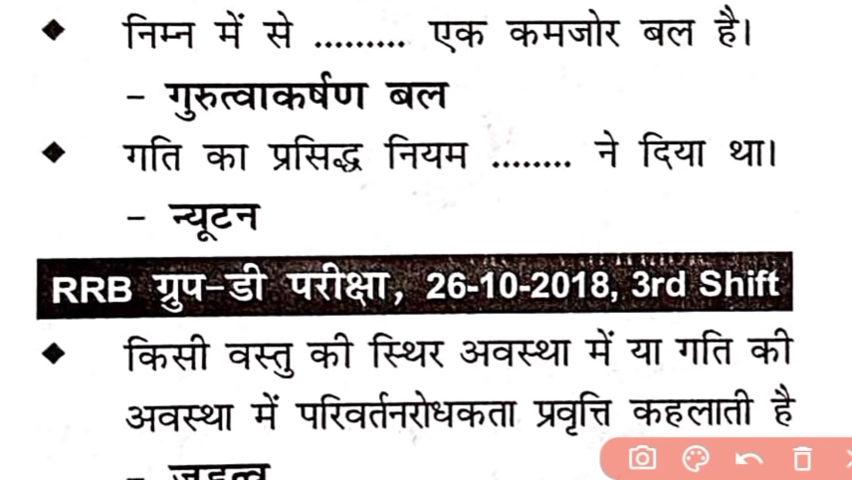 ◆ निम्न में से ......... एक कमजोर बल है।
– गुरुत्वाकर्षण बल
◆ गति का प्रसिद्ध नियम ........ ने दिया था।
– न्यूटन
RRB ग्रुप-डी परीक्षा, 26-10-2018, 3rd Shift
◆ किसी वस्तु की स्थिर अवस्था में या गति की
अवस्था में परिवर्तनरोधकता प्रवृत्ति कहलाती है
– जड़त्व